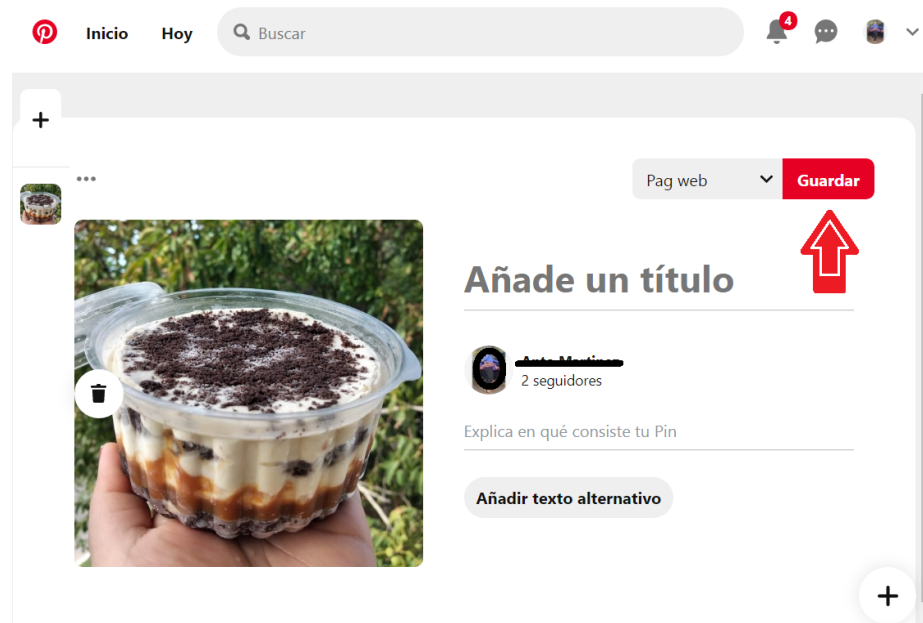 Inicio
Hoy
Buscar
4
Pag web
Guardar
Añade un título
2 seguidores
Explica en qué consiste tu Pin
Añadir texto alternativo